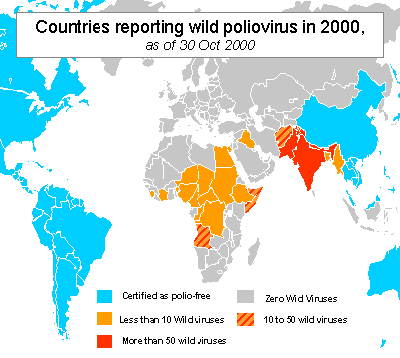 Countries reporting wild poliovirus in 2000,
as of 30 Oct 2000
Certified as polio-free
Zero Wild Viruses
Less than 10 Wild viruses
10 to 50 wild viruses
More than 50 wild viruses